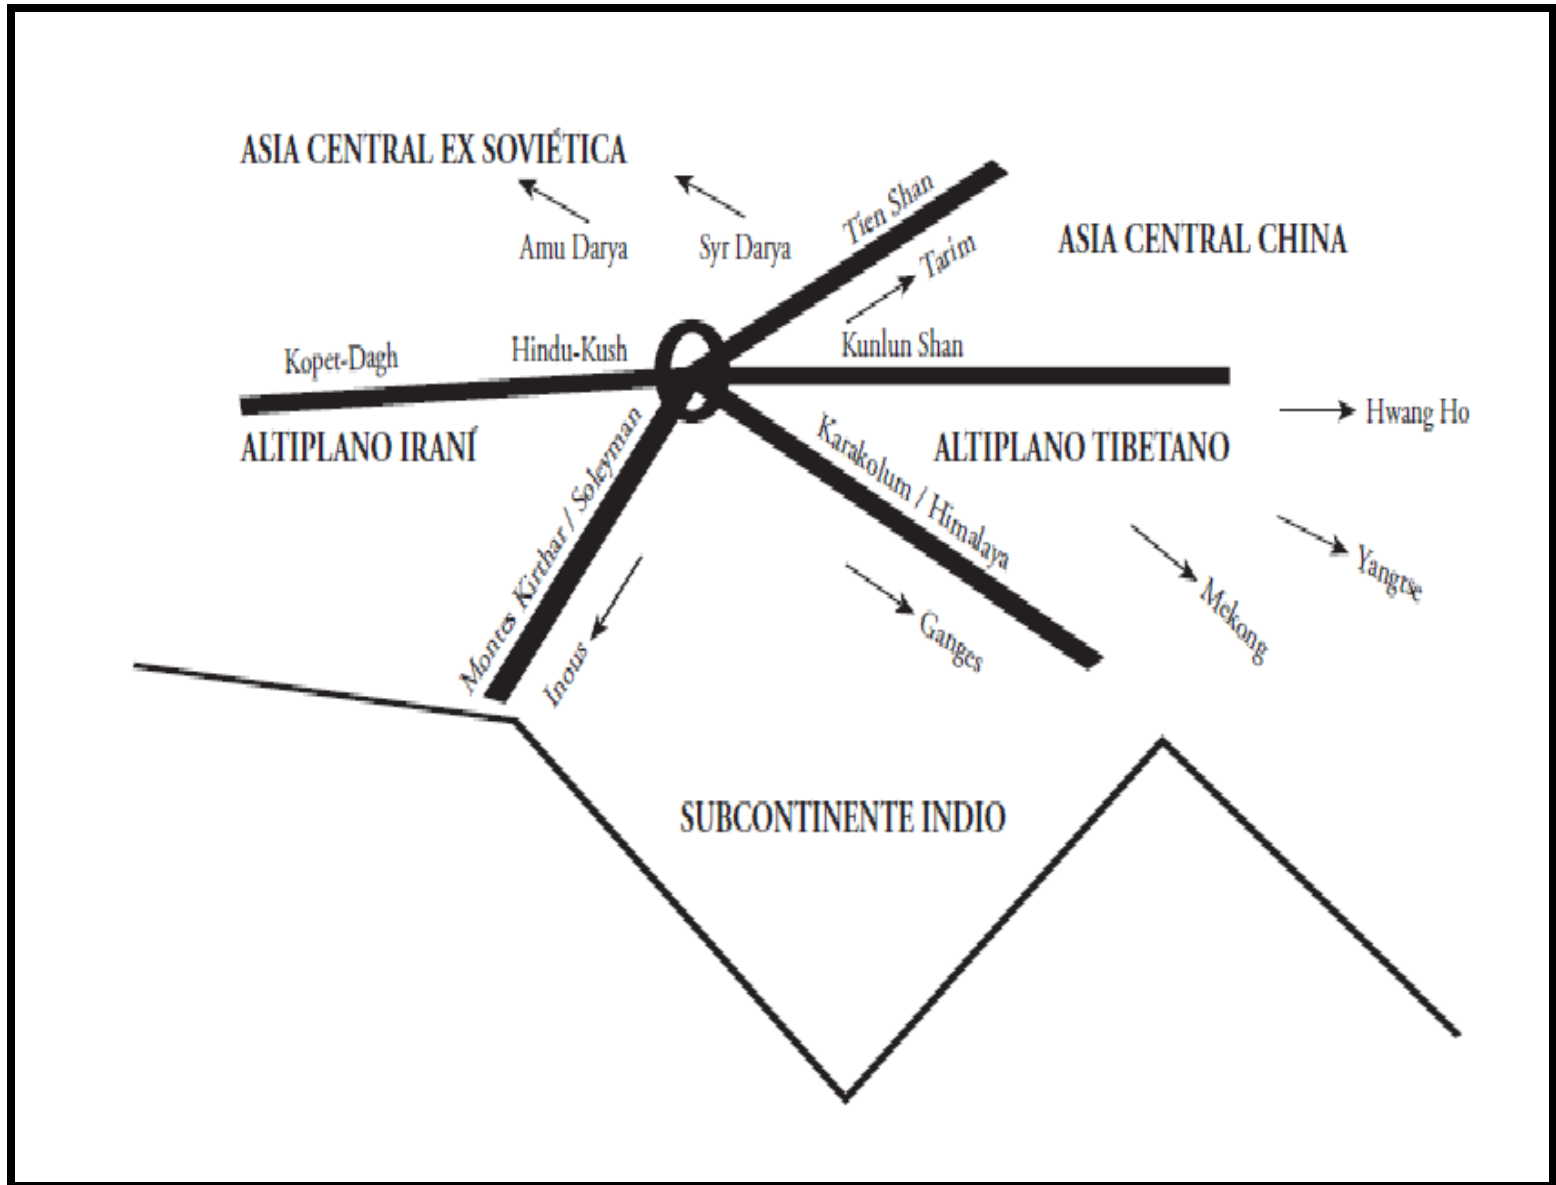 ASIA CENTRAL EX SOVIÉTICA
Amu Darya
Syr Darya
Tien Shan
Tarim
ASIA CENTRAL CHINA
Kopet-Dagh
Hindu-Kush
Kunlun Shan
Hwang Ho
ALTIPLANO IRANÍ
ALTIPLANO TIBETANO
Montes Kirthar / Soleyman
Karakolum / Himalaya
Inous
Ganges
Mekong
Yangtse
SUBCONTINENTE INDIO